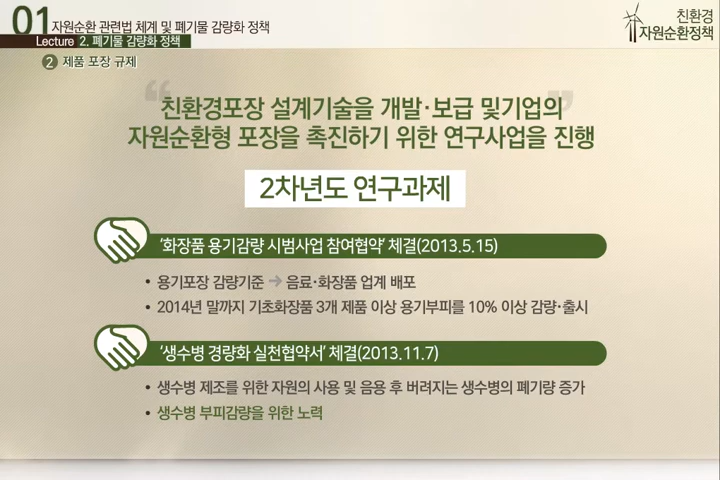 01 자원순환 관련법 체계 및 폐기물 감량화 정책
Lecture 2. 폐기물 감량화 정책
2 제품 포장 규제
친환경
자원순환정책
“친환경포장 설계기술을 개발·보급 및기업의
자원순환형 포장을 촉진하기 위한 연구사업을 진행”
2차년도 연구과제
‘화장품 용기감량 시범사업 참여협약’ 체결(2013.5.15)
• 용기포장 감량기준 → 음료·화장품 업계 배포
• 2014년 말까지 기초화장품 3개 제품 이상 용기부피를 10% 이상 감량·출시
‘생수병 경량화 실천협약서’ 체결(2013.11.7)
• 생수병 제조를 위한 자원의 사용 및 음용 후 버려지는 생수병의 폐기량 증가
• 생수병 부피감량을 위한 노력